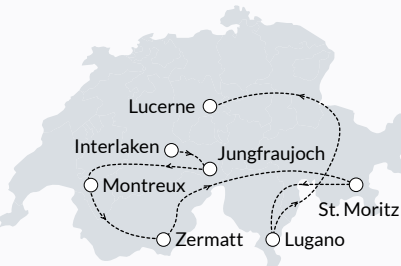 Lucerne
Interlaken
Jungfraujoch
Montreux
St. Moritz
Zermatt
Lugano